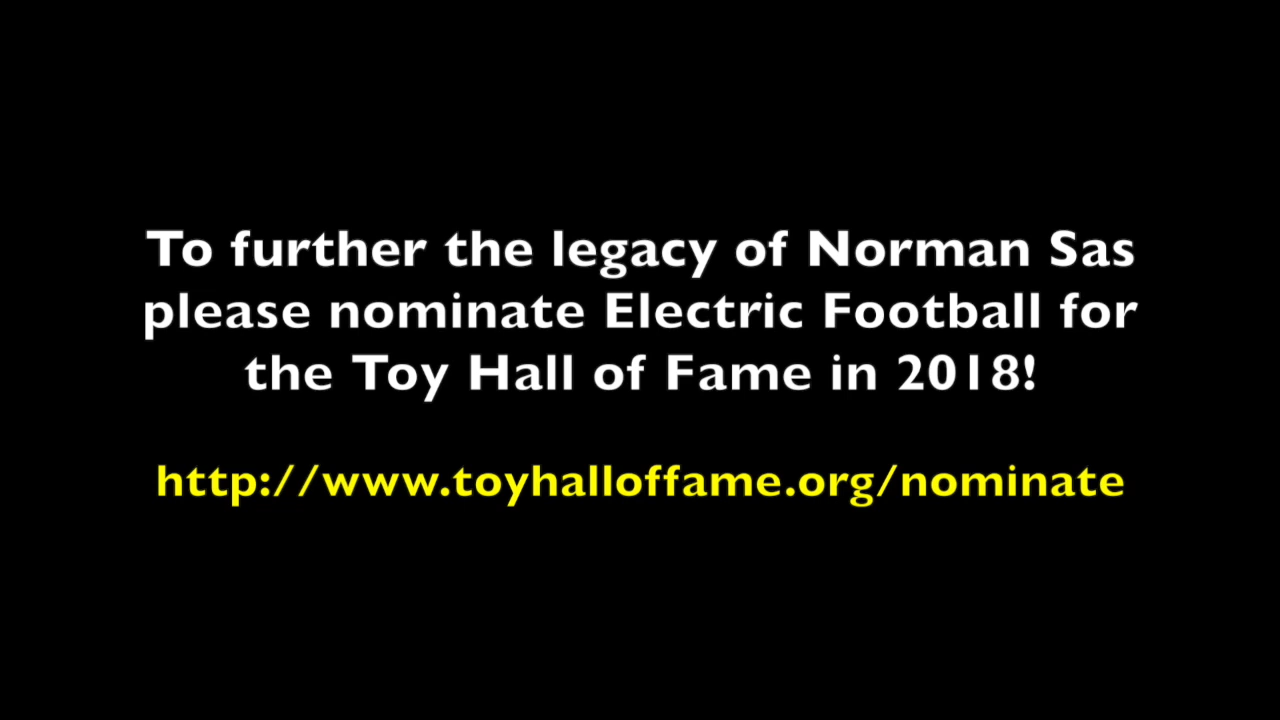 To further the legacy of Norman Sas
please nominate Electric Football for
the Toy Hall of Fame in 2018!
http://www.toyhalloffame.org/nominate